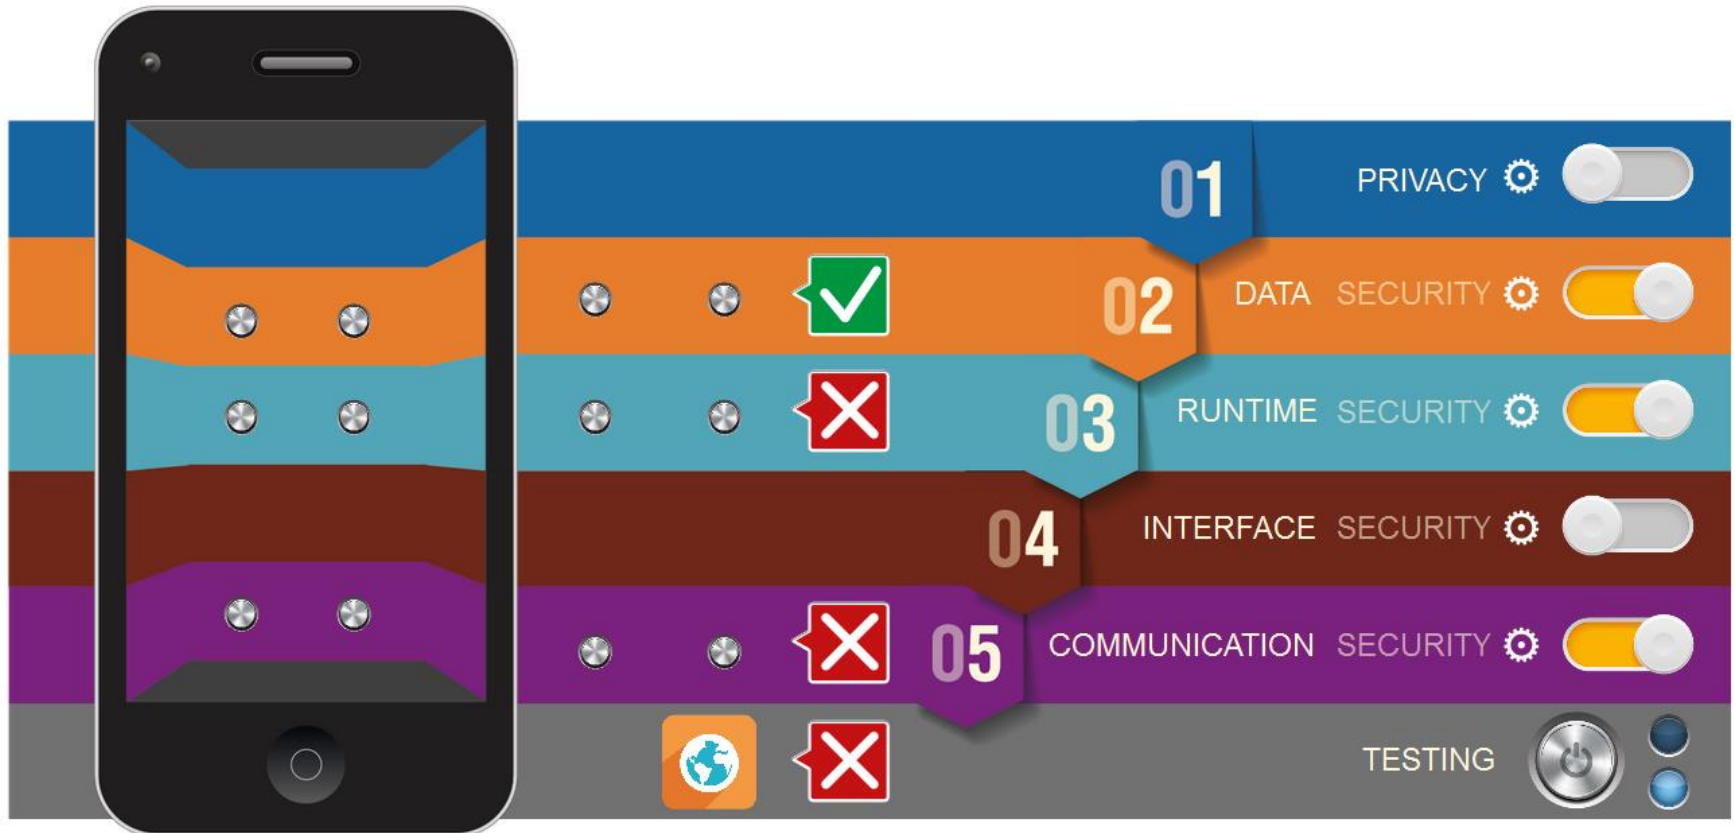 01 PRIVACY
02 DATA SECURITY
03 RUNTIME SECURITY
04 INTERFACE SECURITY
05 COMMUNICATION SECURITY
TESTING